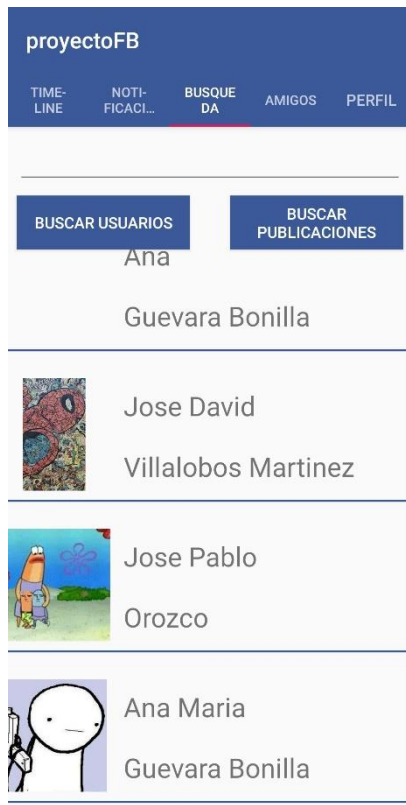 proyectoFB
TIME-
LINE
NOTI-
FICACI...
BUSQUE
DA
AMIGOS
PERFIL
BUSCAR USUARIOS
BUSCAR
PUBLICACIONES
Ana
Guevara Bonilla
Jose David
Villalobos Martinez
Jose Pablo
Orozco
Ana Maria
Guevara Bonilla